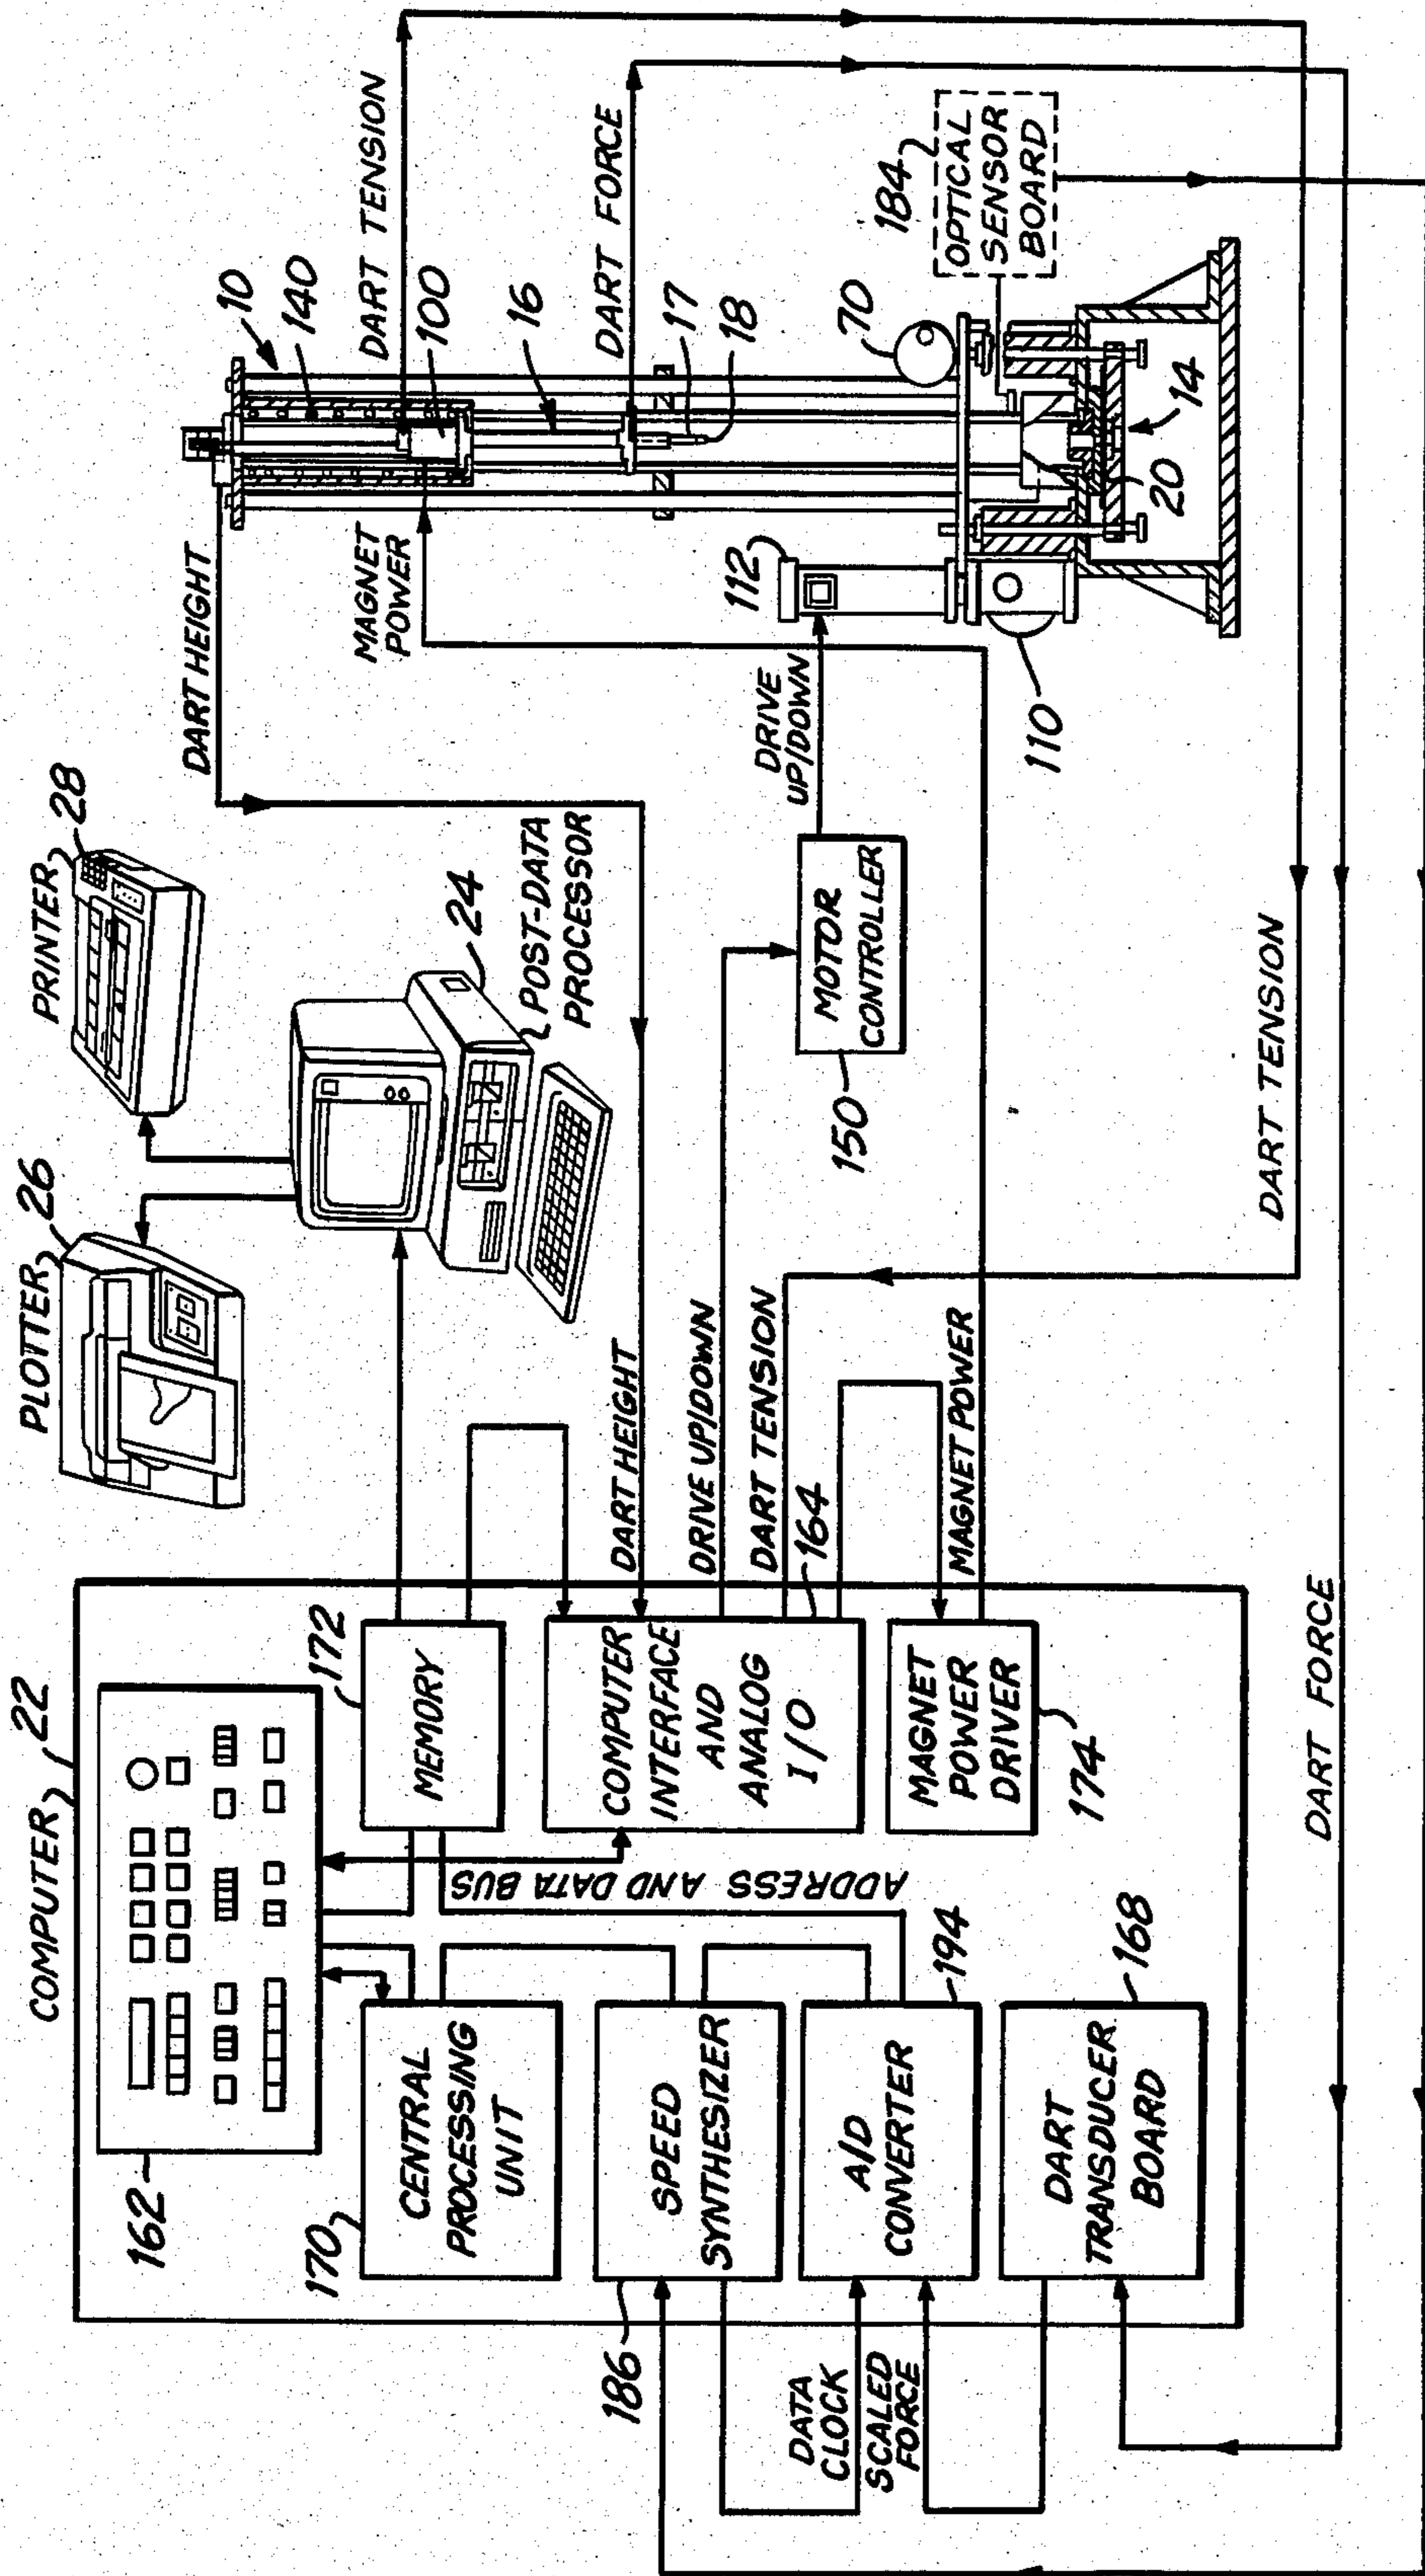 COMPUTER
22
162
170
CENTRAL
PROCESSING
UNIT
172
MEMORY
ADDRESS AND DATA BUS
186
SPEED
SYNTHESIZER
COMPUTER
INTERFACE
AND
ANALOG
I/O
164
A/D
CONVERTER
194
MAGNET
POWER
DRIVER
174
DART
TRANSDUCER
BOARD
168
DATA
CLOCK
SCALED
FORCE
PLOTTER
26
PRINTER
28
24
POST-DATA
PROCESSOR
DART HEIGHT
DRIVE UP/DOWN
DART TENSION
MAGNET POWER
MOTOR
CONTROLLER
150
DRIVE
UP/DOWN
DART HEIGHT
MAGNET
POWER
112
110
10
140
DART TENSION
100
16
DART FORCE
17
18
70
184
OPTICAL
SENSOR
BOARD
14
20
DART TENSION
DART FORCE